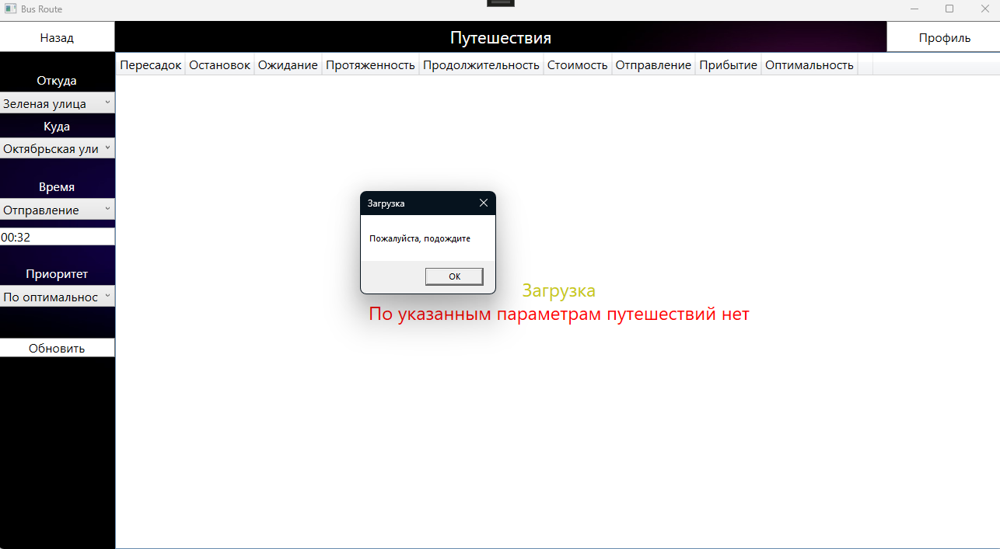 Bus Route
Назад
Путешествия
Профиль
Пересадок Остановок Ожидание Протяженность Продолжительность Стоимость Отправление Прибытие Оптимальность
Откуда
Зеленая улица
Куда
Октябрьская ули
Время
Отправление
00:32
Приоритет
По оптимальнос
Обновить
Загрузка
Пожалуйста, подождите
OK
Загрузка
По указанным параметрам путешествий нет